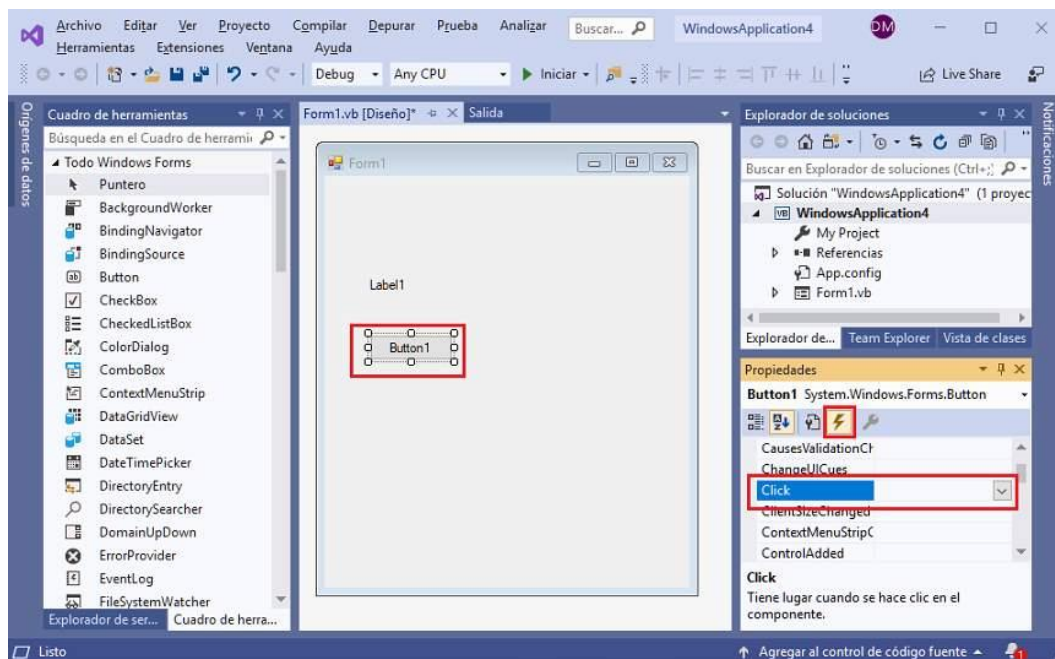 Archivo Editar Ver Proyecto Compilar Depurar Prueba Analizar Buscar... WindowsApplication4 DM
Herramientas Extensiones Ventana Ayuda
Debug Any CPU Iniciar Live Share
Orígenes de datos
Cuadro de herramientas
Búsqueda en el Cuadro de herrami
Todo Windows Forms
Puntero
BackgroundWorker
BindingNavigator
BindingSource
Button
CheckBox
CheckedListBox
ColorDialog
ComboBox
ContextMenuStrip
DataGridView
DataSet
DateTimePicker
DirectoryEntry
DirectorySearcher
DomainUpDown
ErrorProvider
EventLog
FileSystemWatcher
Explorador de ser... Cuadro de herra...
Form1.vb [Diseño]* Salida
Form1
Label1
Button1
Explorador de soluciones
Buscar en Explorador de soluciones (Ctrl+;)
Solución "WindowsApplication4" (1 proyec
VB WindowsApplication4
My Project
Referencias
App.config
Form1.vb
Explorador de... Team Explorer Vista de clases
Propiedades
Button1 System.Windows.Forms.Button
CausesValidationCh
ChangeUICues
Click
ClientSizeChanged
ContextMenuStripC
ControlAdded
Click
Tiene lugar cuando se hace clic en el
componente.
Notificaciones
Listo Agregar al control de código fuente 1